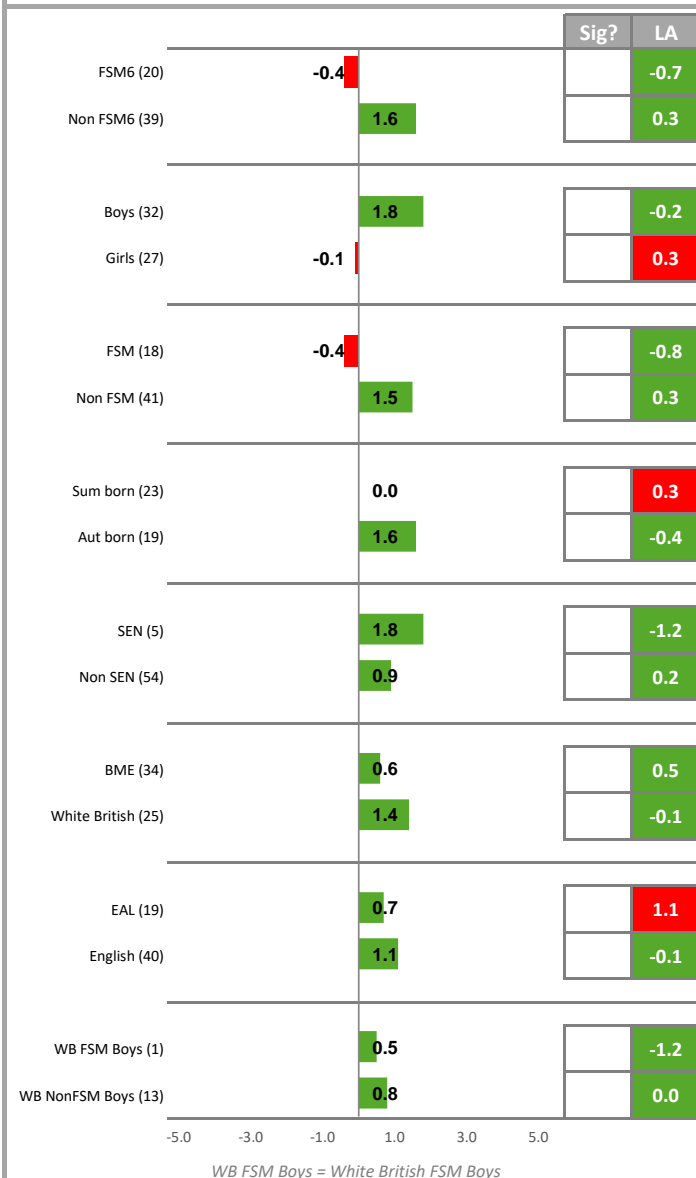 Sig? LA
FSM6 (20) -0.4 -0.7
Non FSM6 (39) 1.6 0.3
Boys (32) 1.8 -0.2
Girls (27) -0.1 0.3
FSM (18) -0.4 -0.8
Non FSM (41) 1.5 0.3
Sum born (23) 0.0 0.3
Aut born (19) 1.6 -0.4
SEN (5) 1.8 -1.2
Non SEN (54) 0.9 0.2
BME (34) 0.6 0.5
White British (25) 1.4 -0.1
EAL (19) 0.7 1.1
English (40) 1.1 -0.1
WB FSM Boys (1) 0.5 -1.2
WB NonFSM Boys (13) 0.8 0.0
-5.0 -3.0 -1.0 1.0 3.0 5.0
WB FSM Boys = White British FSM Boys